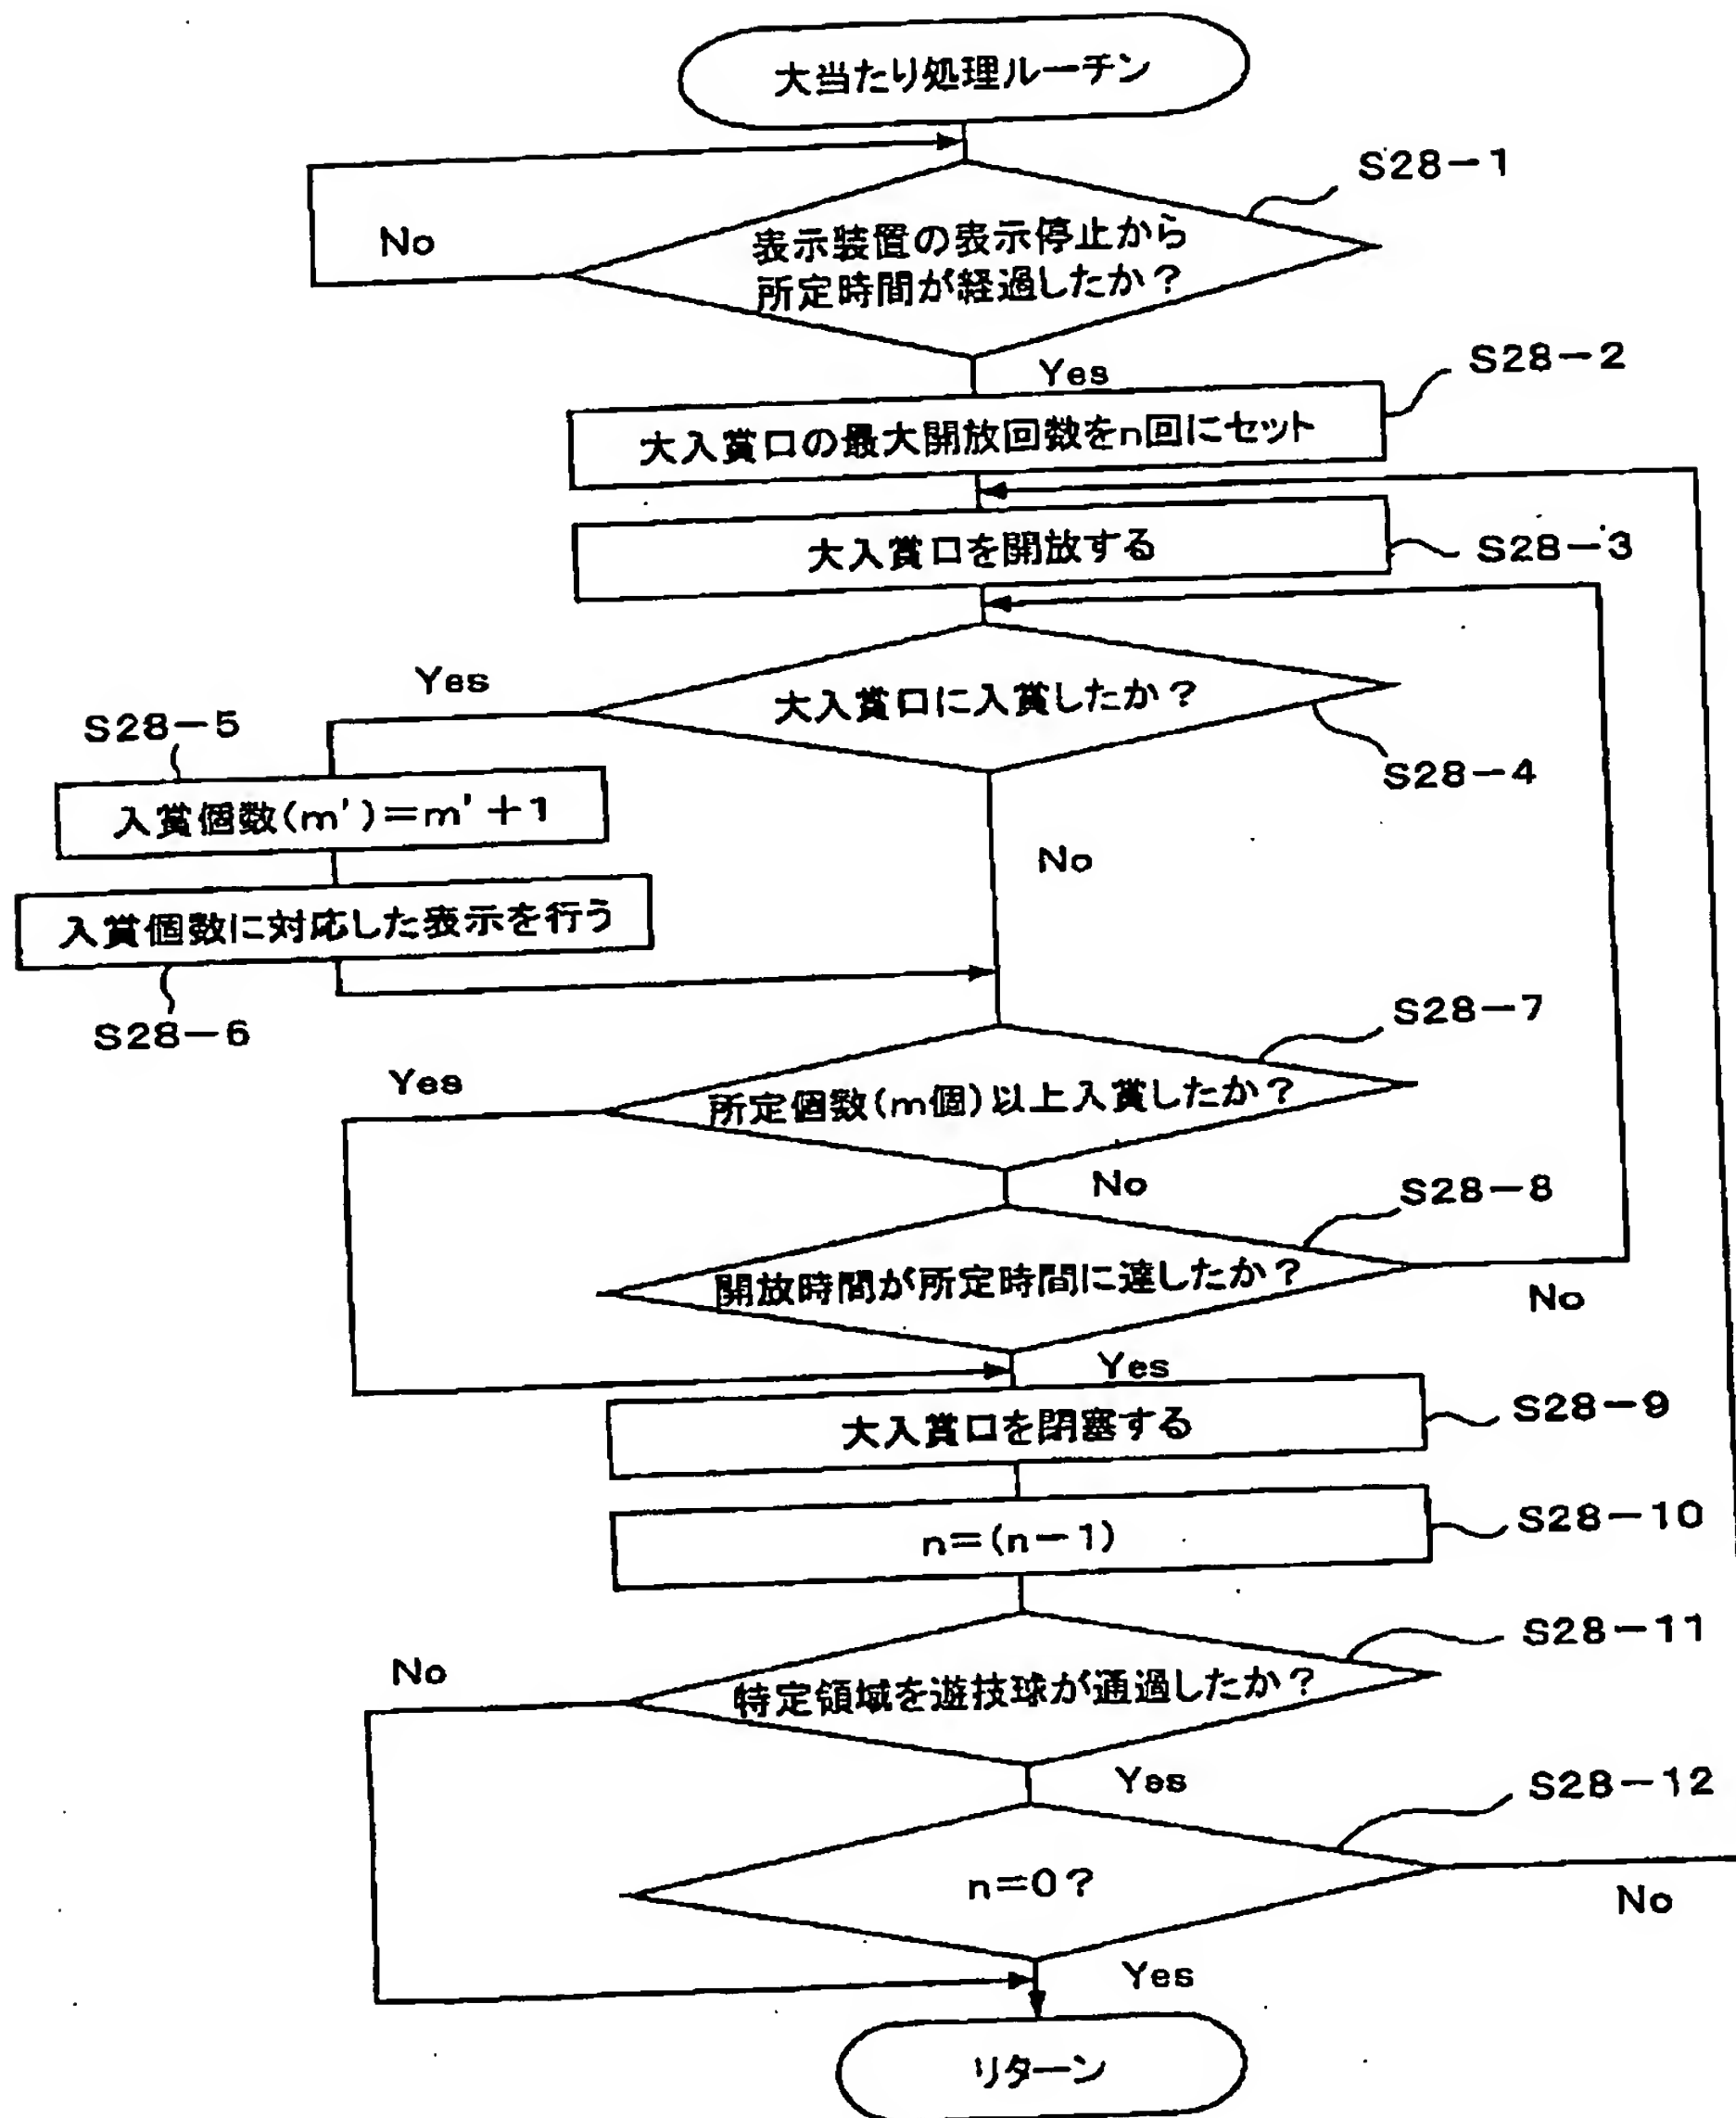 大当たり処理ルーチン
S28-1
No
表示装置の表示停止から
所定時間が経過したか?
Yes
S28-2
大入賞口の最大開放回数をn回にセット
大入賞口を開放する
S28-3
Yes
大入賞口に入賞したか?
S28-4
S28-5
入賞個数(m')=m'+1
No
入賞個数に対応した表示を行う
S28-6
S28-7
Yes
所定個数(m個)以上入賞したか?
No
S28-8
開放時間が所定時間に達したか?
No
Yes
大入賞口を閉塞する
S28-9
n=(n-1)
S28-10
S28-11
No
特定領域を遊技球が通過したか?
Yes
S28-12
n=0?
No
Yes
リターン